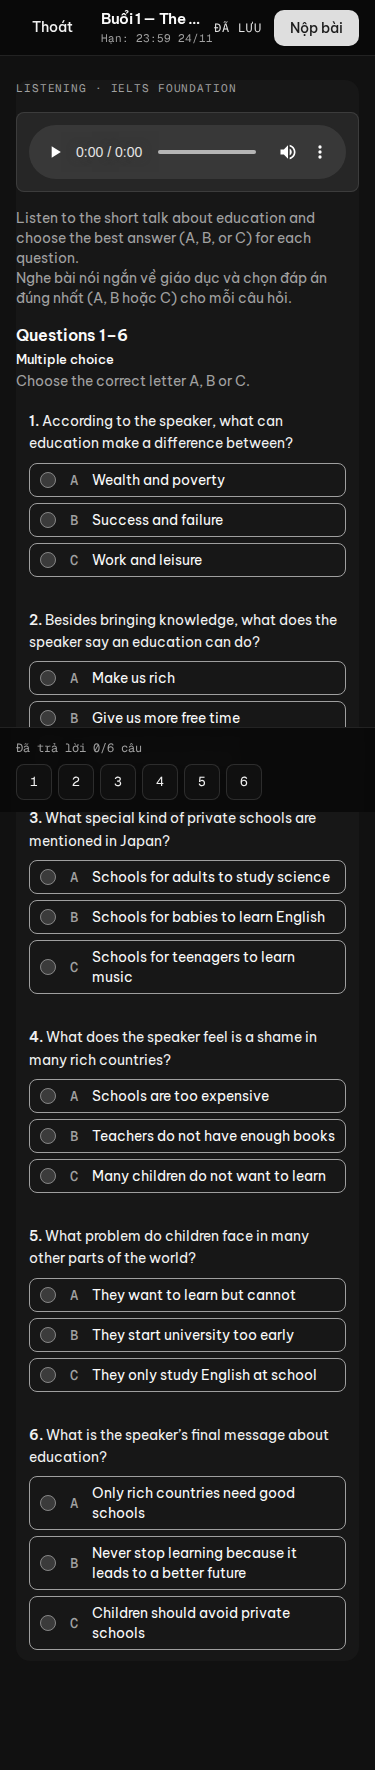 Thoát
Buổi 1 — The ...
Hạn: 23:59 24/11
ĐÃ LƯU
Nộp bài
LISTENING · IELTS FOUNDATION
0:00 / 0:00
Listen to the short talk about education and
choose the best answer (A, B, or C) for each
question.
Nghe bài nói ngắn về giáo dục và chọn đáp án
đúng nhất (A, B hoặc C) cho mỗi câu hỏi.
Questions 1–6
Multiple choice
Choose the correct letter A, B or C.
1. According to the speaker, what can
education make a difference between?
A Wealth and poverty
B Success and failure
C Work and leisure
2. Besides bringing knowledge, what does the
speaker say an education can do?
A Make us rich
B Give us more free time
Đã trả lời 0/6 câu
1 2 3 4 5 6
3. What special kind of private schools are
mentioned in Japan?
A Schools for adults to study science
B Schools for babies to learn English
C Schools for teenagers to learn
music
4. What does the speaker feel is a shame in
many rich countries?
A Schools are too expensive
B Teachers do not have enough books
C Many children do not want to learn
5. What problem do children face in many
other parts of the world?
A They want to learn but cannot
B They start university too early
C They only study English at school
6. What is the speaker's final message about
education?
A Only rich countries need good
schools
B Never stop learning because it
leads to a better future
C Children should avoid private
schools